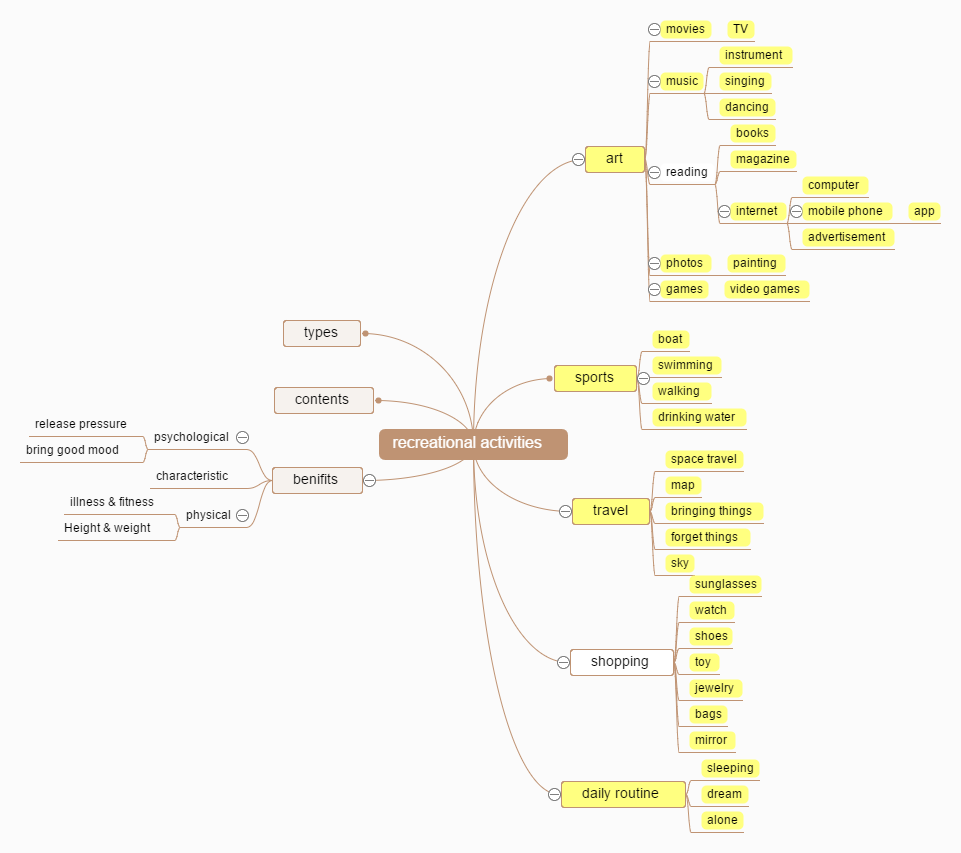 recreational activities
types
contents
benifits
psychological
release pressure
bring good mood
characteristic
physical
illness & fitness
Height & weight
art
movies
TV
music
instrument
singing
dancing
reading
books
magazine
internet
computer
mobile phone
app
advertisement
photos
painting
games
video games
sports
boat
swimming
walking
drinking water
travel
space travel
map
bringing things
forget things
sky
shopping
sunglasses
watch
shoes
toy
jewelry
bags
mirror
daily routine
sleeping
dream
alone